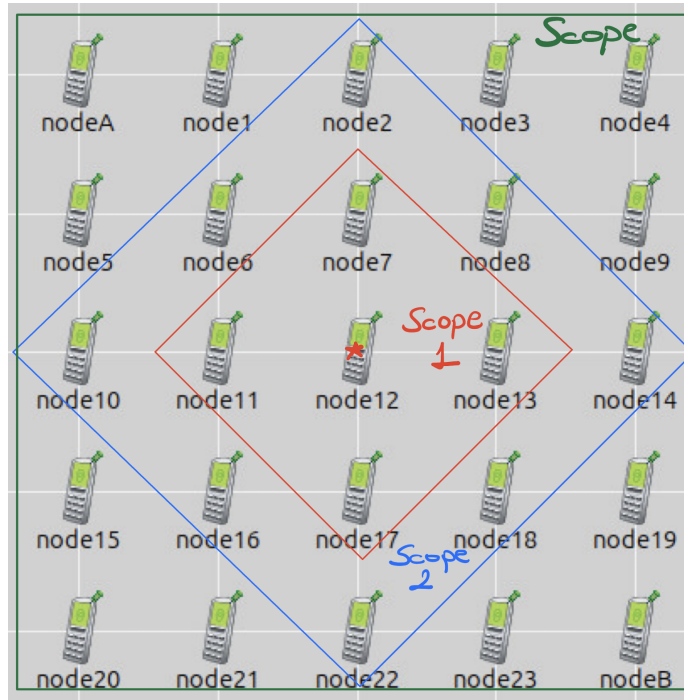 Scope
nodeA node1 node2 node3 node4
node5 node6 node7 node8 node9
Scope
1
node10 node11 node12 node13 node14
node15 node16 node17 node18 node19
Scope
2
node20 node21 node22 node23 nodeB